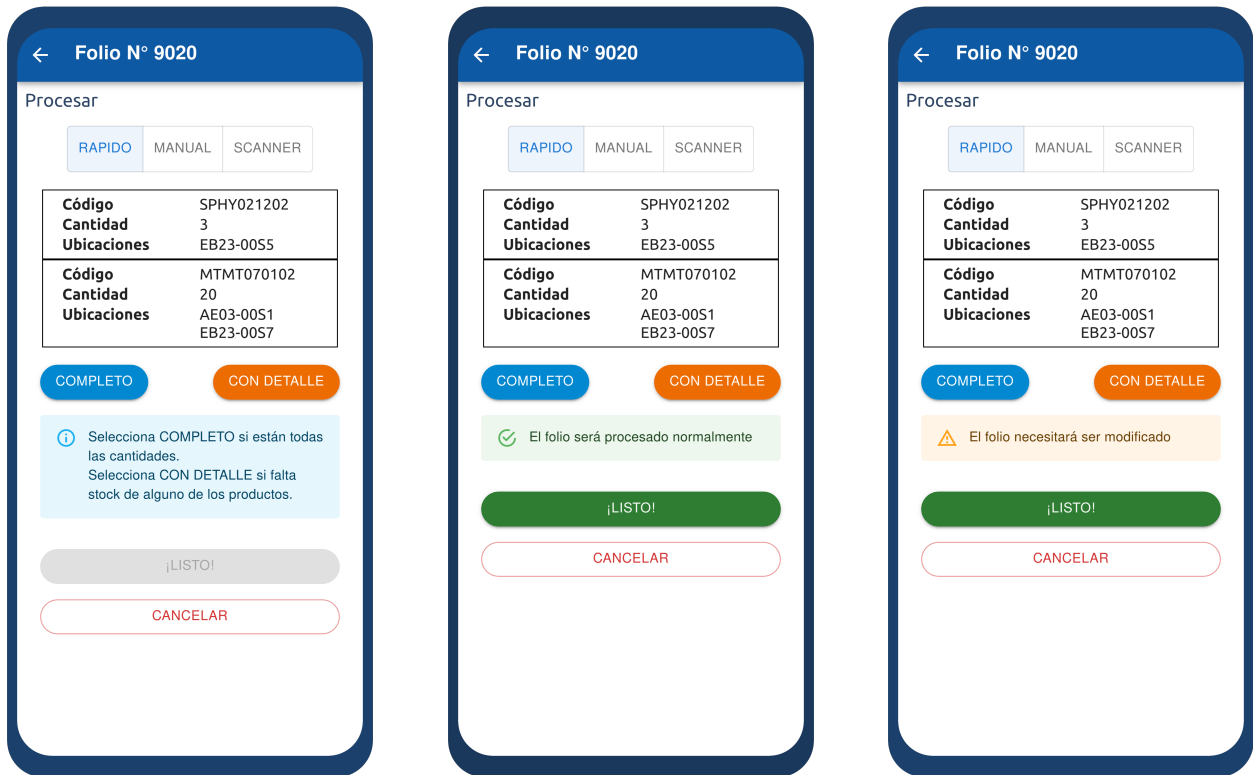 Folio N° 9020
Procesar
RAPIDO MANUAL SCANNER
Código SPHY021202
Cantidad 3
Ubicaciones EB23-00S5
Código MTMT070102
Cantidad 20
Ubicaciones AE03-00S1
EB23-00S7
COMPLETO CON DETALLE
Selecciona COMPLETO si están todas
las cantidades.
Selecciona CON DETALLE si falta
stock de alguno de los productos.
¡LISTO!
CANCELAR
Folio N° 9020
Procesar
RAPIDO MANUAL SCANNER
Código SPHY021202
Cantidad 3
Ubicaciones EB23-00S5
Código MTMT070102
Cantidad 20
Ubicaciones AE03-00S1
EB23-00S7
COMPLETO CON DETALLE
El folio será procesado normalmente
¡LISTO!
CANCELAR
Folio N° 9020
Procesar
RAPIDO MANUAL SCANNER
Código SPHY021202
Cantidad 3
Ubicaciones EB23-00S5
Código MTMT070102
Cantidad 20
Ubicaciones AE03-00S1
EB23-00S7
COMPLETO CON DETALLE
El folio necesitará ser modificado
¡LISTO!
CANCELAR